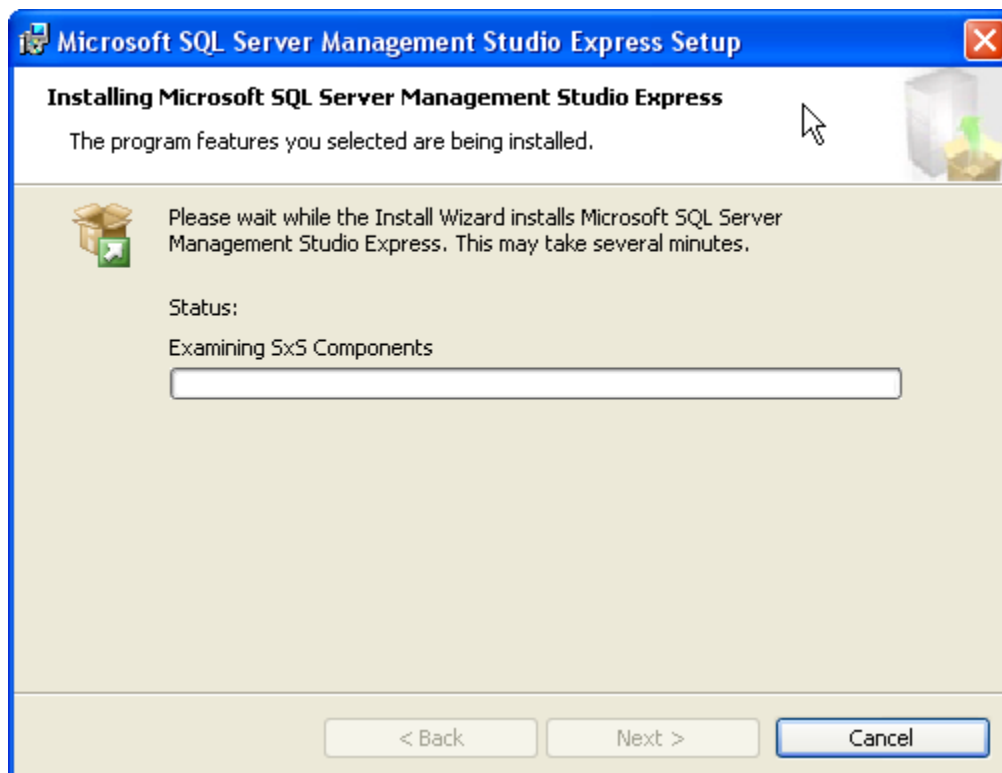 Microsoft SQL Server Management Studio Express Setup
Installing Microsoft SQL Server Management Studio Express
The program features you selected are being installed.
Please wait while the Install Wizard installs Microsoft SQL Server
Management Studio Express. This may take several minutes.
Status:
Examining SxS Components
< Back
Next >
Cancel